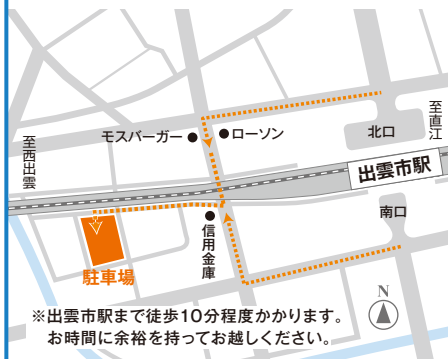 至直江
北口
モスバーガー
ローソン
至西出雲
出雲市駅
信用金庫
南口
駐車場
N
※出雲市駅まで徒歩10分程度かかります。
お時間に余裕を持ってお越しください。